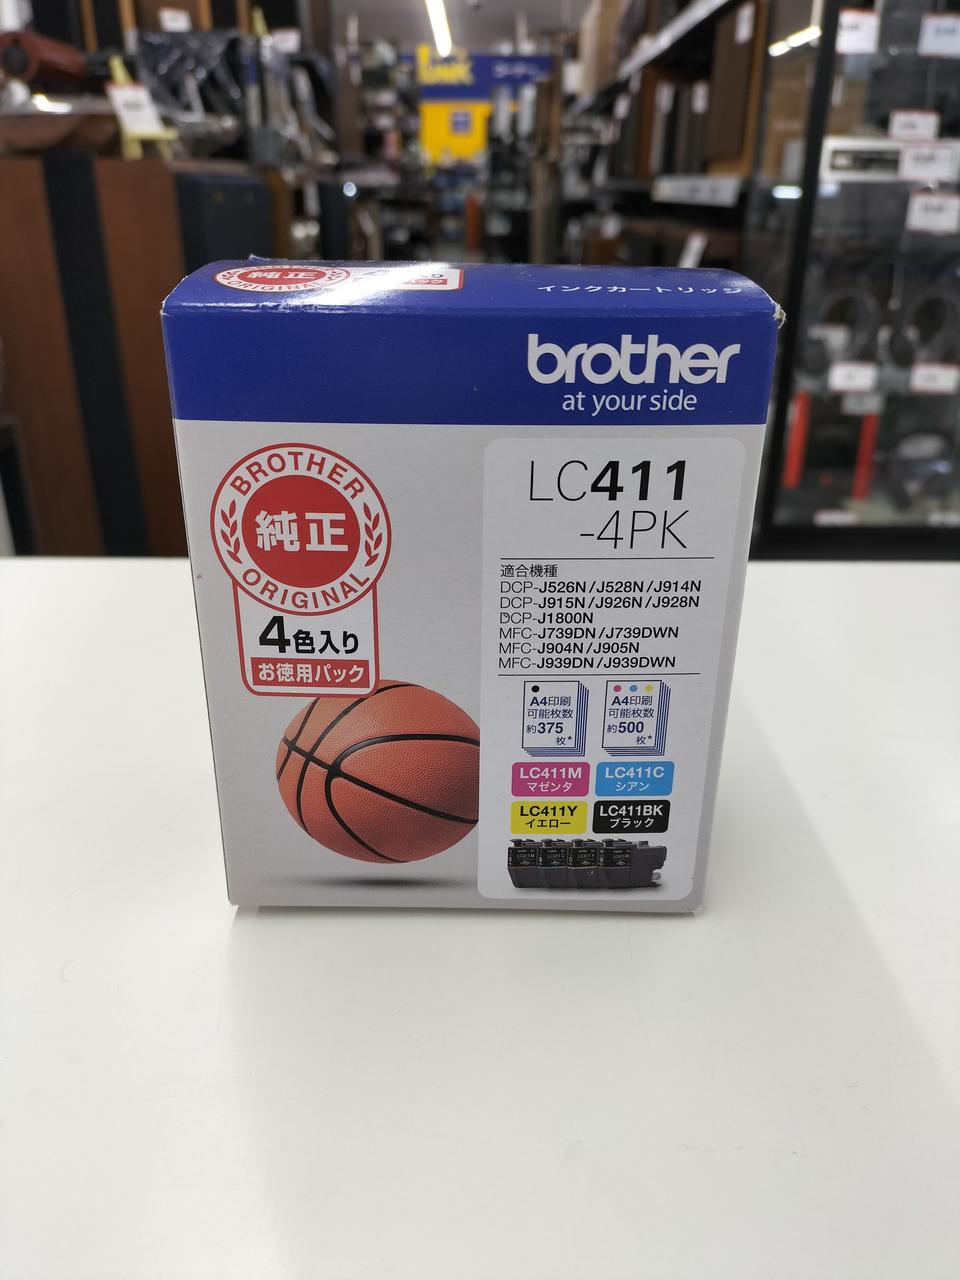 純正
ORIGINAL
インクカートリッジ
brother
at your side
BROTHER
純正
ORIGINAL
4色入り
お徳用パック
LC411
-4PK
適合機種
DCP-J526N/J528N/J914N
DCP-J915N/J926N/J928N
DCP-J1800N
MFC-J739DN/J739DWN
MFC-J904N/J905N
MFC-J939DN/J939DWN
A4印刷
可能枚数
約375
枚*
A4印刷
可能枚数
約500
枚*
LC411M
マゼンタ
LC411C
シアン
LC411Y
イエロー
LC411BK
ブラック
LC411M
LC411C
LC411Y
LC411BK